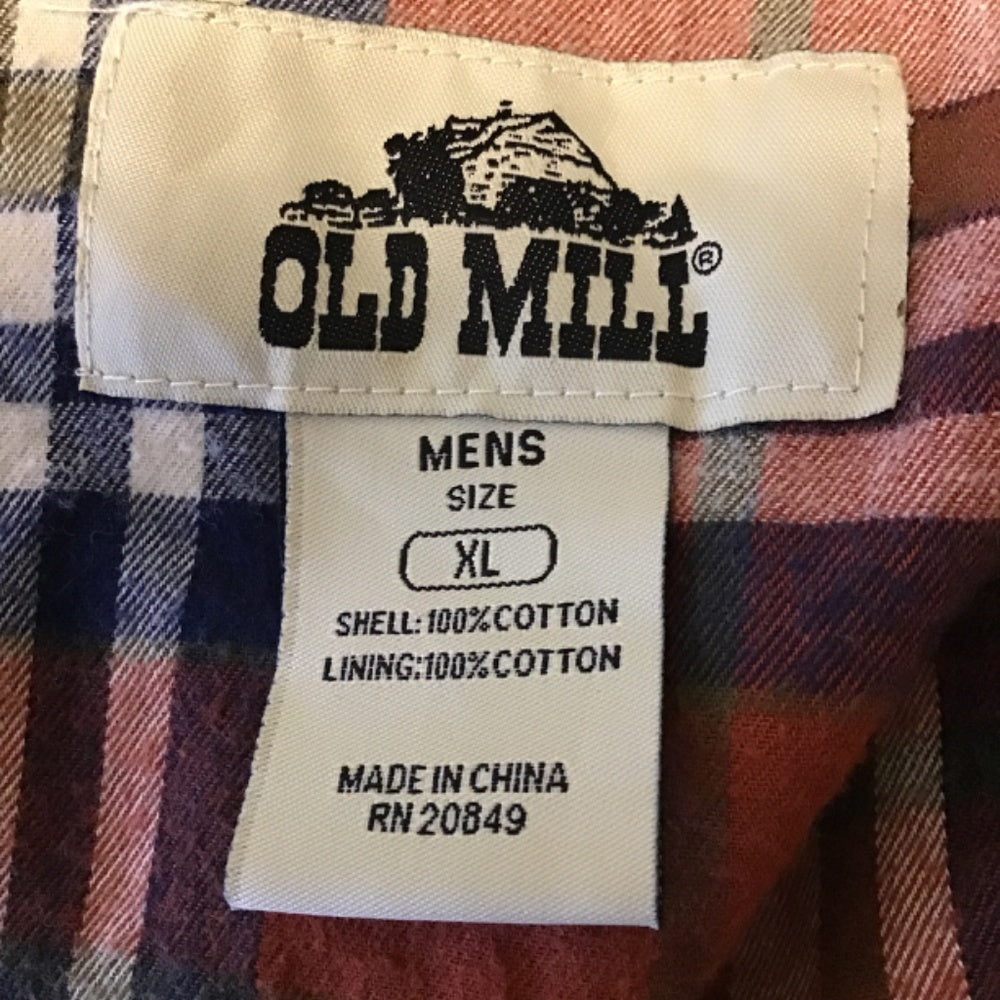 OLD MILL®
MENS
SIZE
XL
SHELL: 100% COTTON
LINING:100% COTTON
MADE IN CHINA
RN 20849